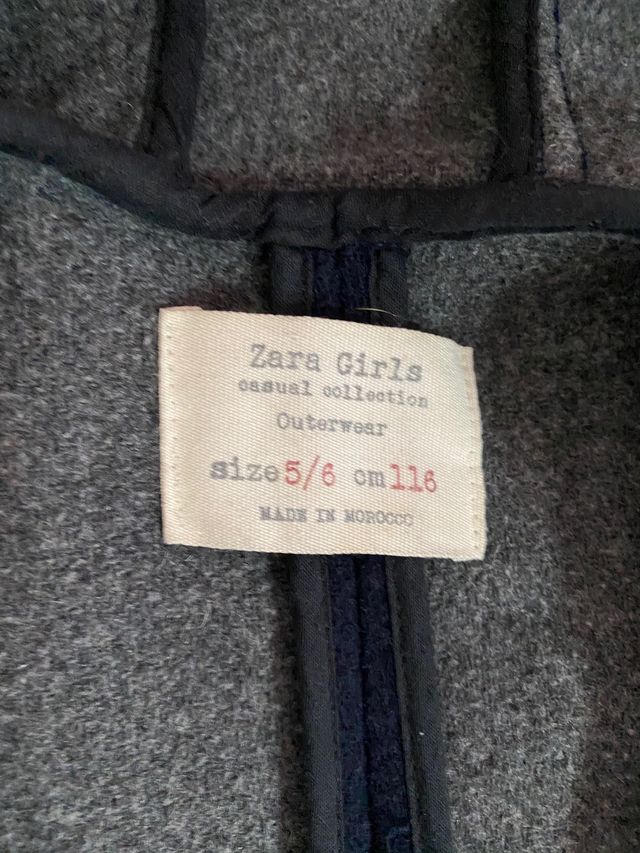 Zara Girls
casual collection
Outerwear
size 5/6 cm 116
MADE IN MOROCCO